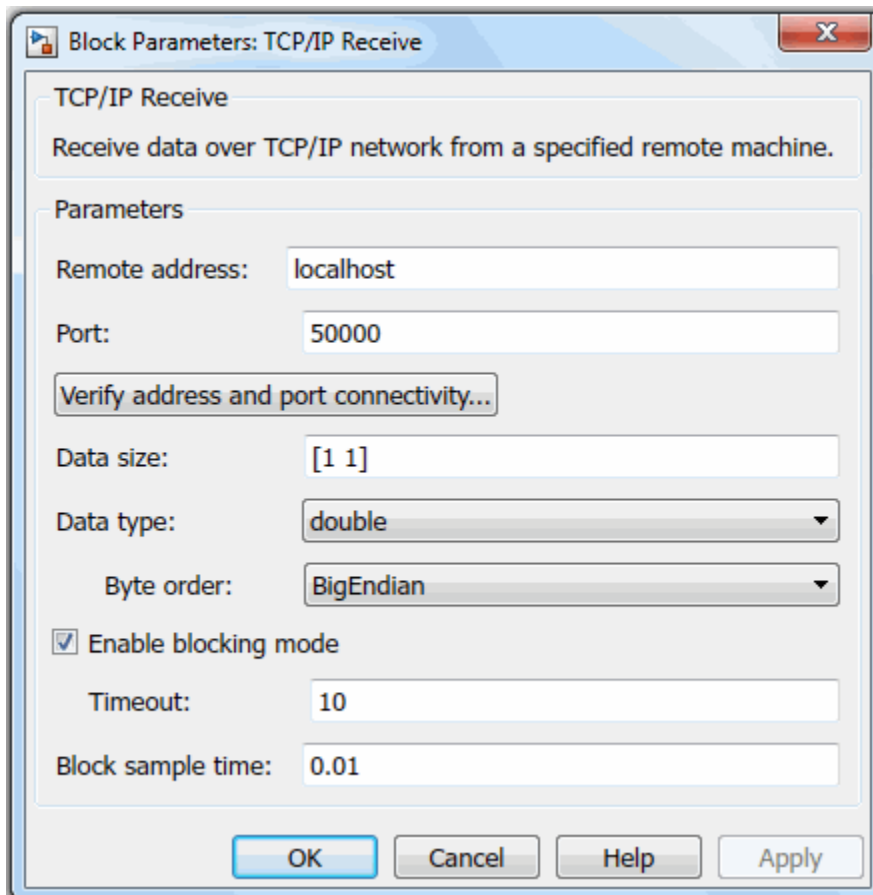 Block Parameters: TCP/IP Receive
x
TCP/IP Receive
Receive data over TCP/IP network from a specified remote machine.
Parameters
Remote address: localhost
Port: 50000
Verify address and port connectivity...
Data size: [1 1]
Data type: double
Byte order: BigEndian
Enable blocking mode
Timeout: 10
Block sample time: 0.01
OK Cancel Help Apply